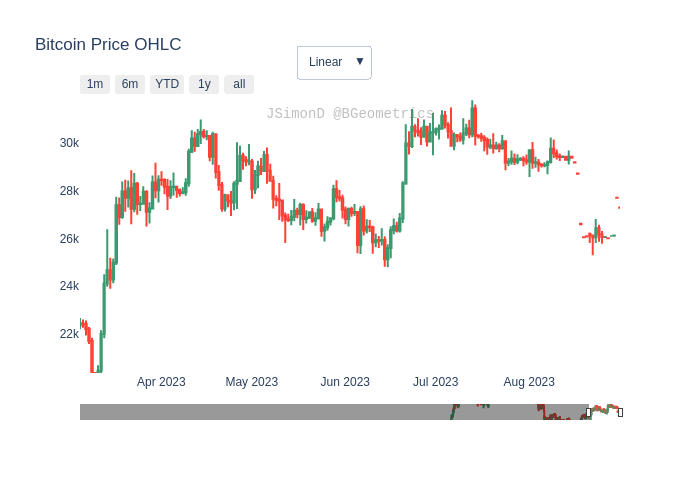 Bitcoin Price OHLC
Linear ▼
1m 6m YTD 1y all
JSimonD @BGeometrics
30k
28k
26k
24k
22k
Apr 2023 May 2023 Jun 2023 Jul 2023 Aug 2023